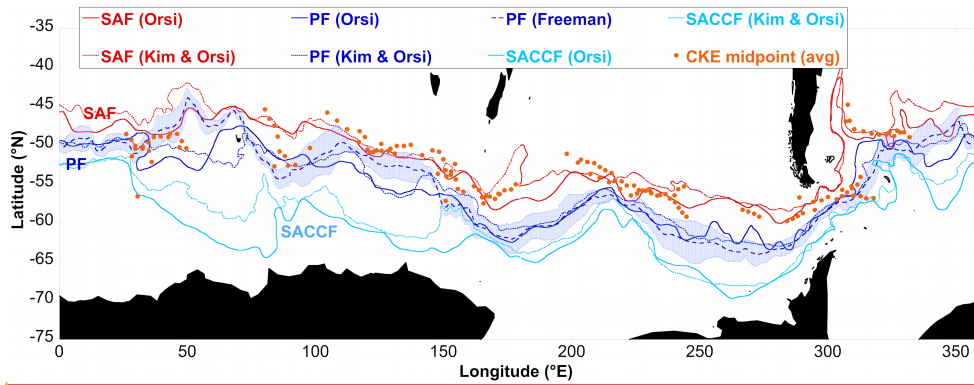 SAF (Orsi) PF (Orsi) PF (Freeman) SACCF (Kim & Orsi)
SAF (Kim & Orsi) PF (Kim & Orsi) SACCF (Orsi) CKE midpoint (avg)
-35
-40
-45
-50
-55
-60
-65
-70
-75
Latitude (°N)
SAF
PF
SACCF
0 50 100 150 200 250 300 350
Longitude (°E)